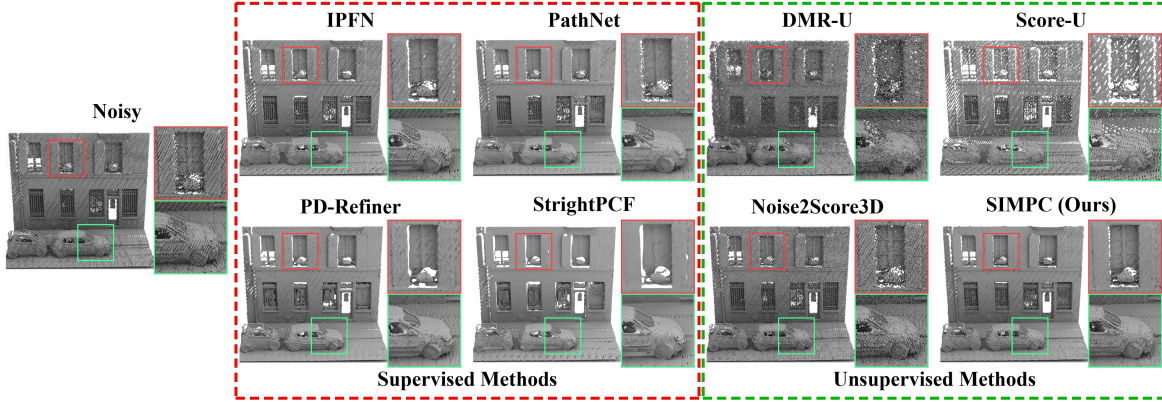 IPFN
PathNet
DMR-U
Score-U
Noisy
PD-Refiner
StrightPCF
Noise2Score3D
SIMPC (Ours)
Supervised Methods
Unsupervised Methods